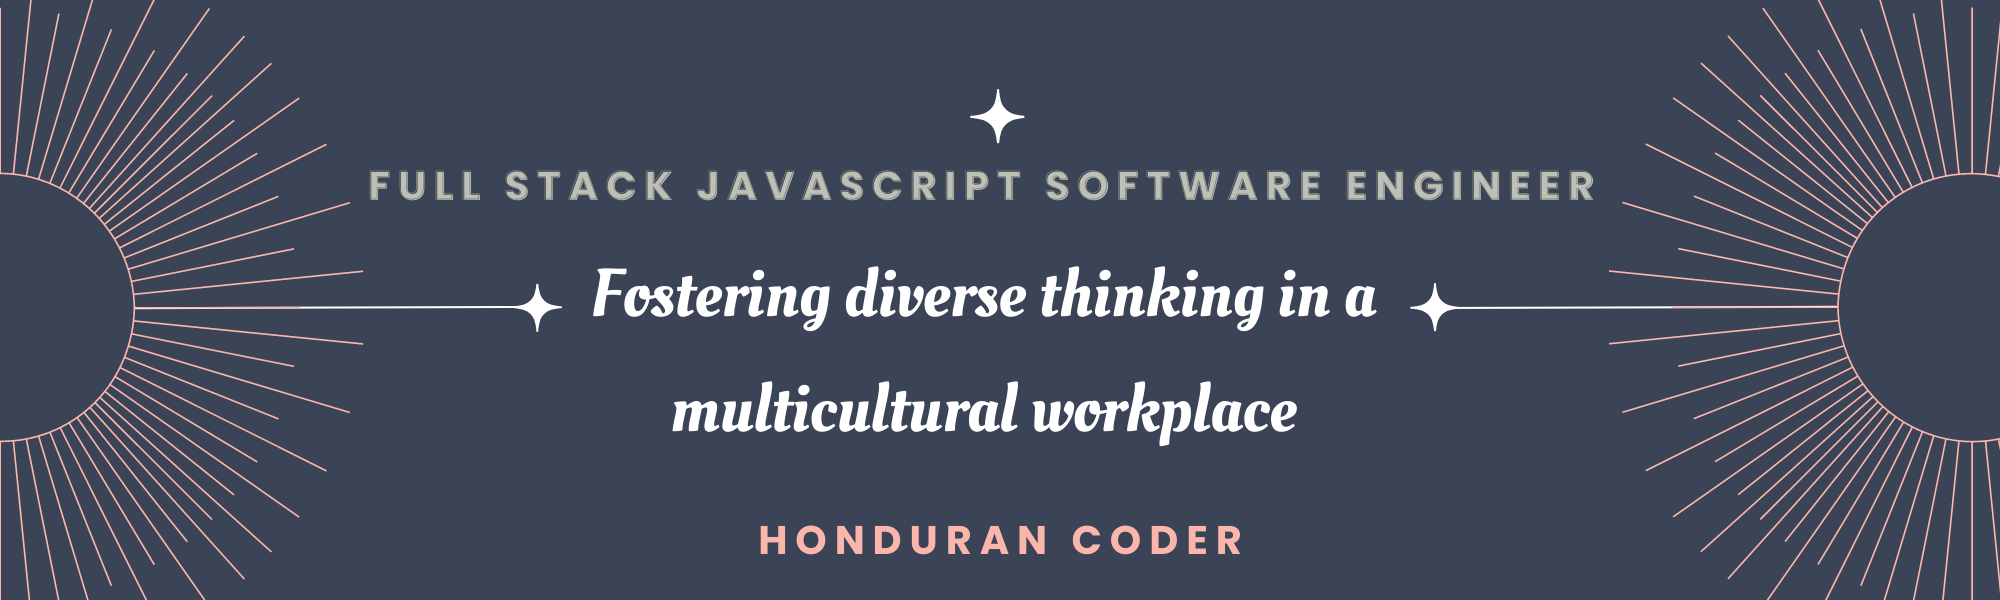 FULL STACK JAVASCRIPT SOFTWARE ENGINEER
Fostering diverse thinking in a
multicultural workplace
HONDURAN CODER